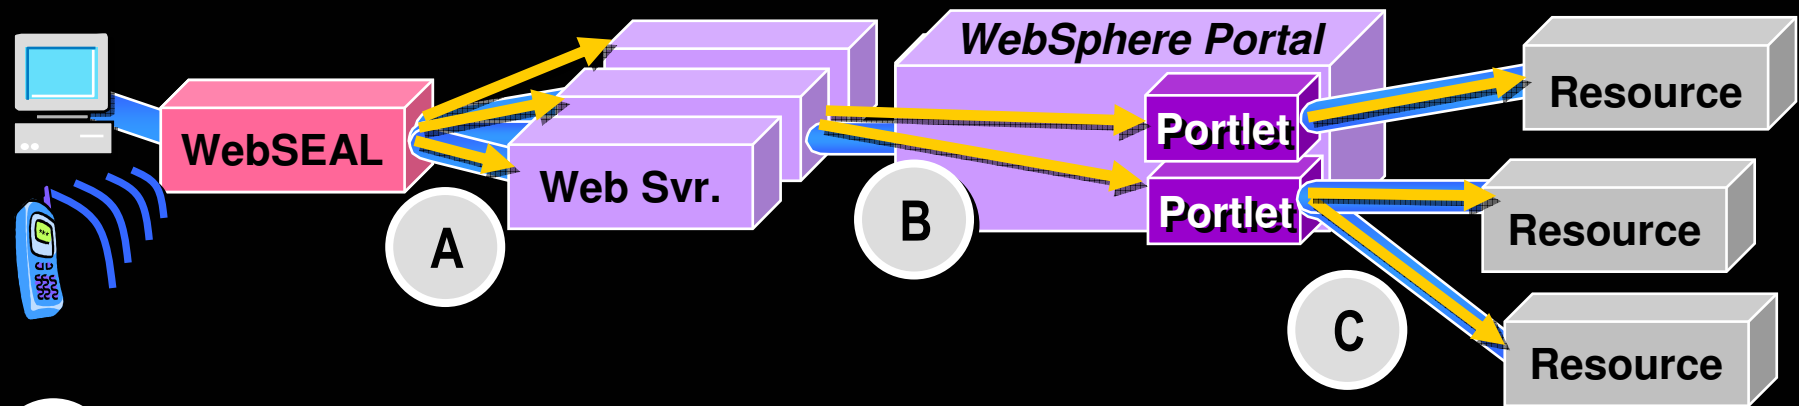 WebSphere Portal
WebSEAL
Web Svr.
Portlet
Portlet
Resource
Resource
Resource
A
B
C
***